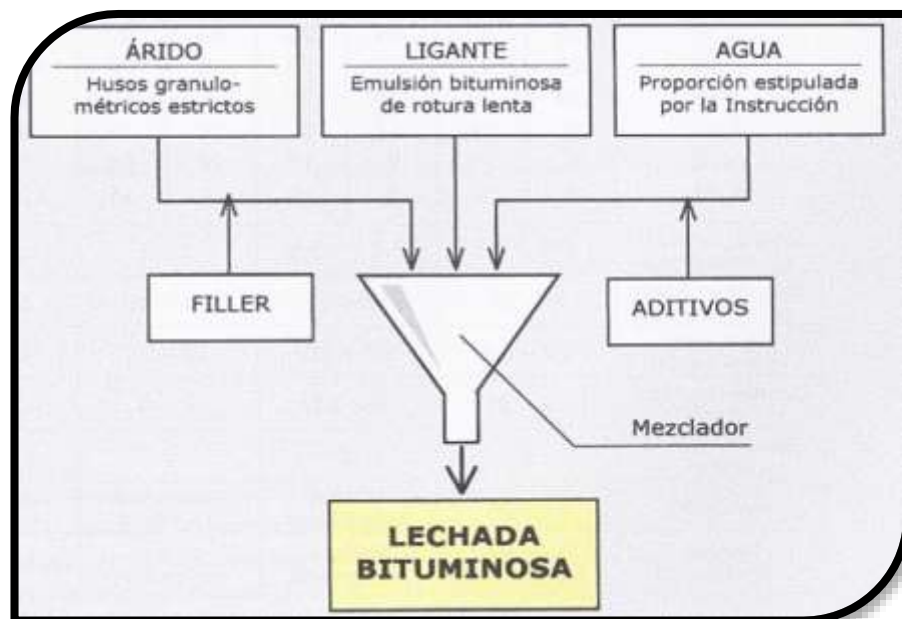 ÁRIDO
Husos granulo-
métricos estrictos
LIGANTE
Emulsión bituminosa
de rotura lenta
AGUA
Proporción estipulada
por la Instrucción
FILLER
ADITIVOS
Mezclador
LECHADA
BITUMINOSA